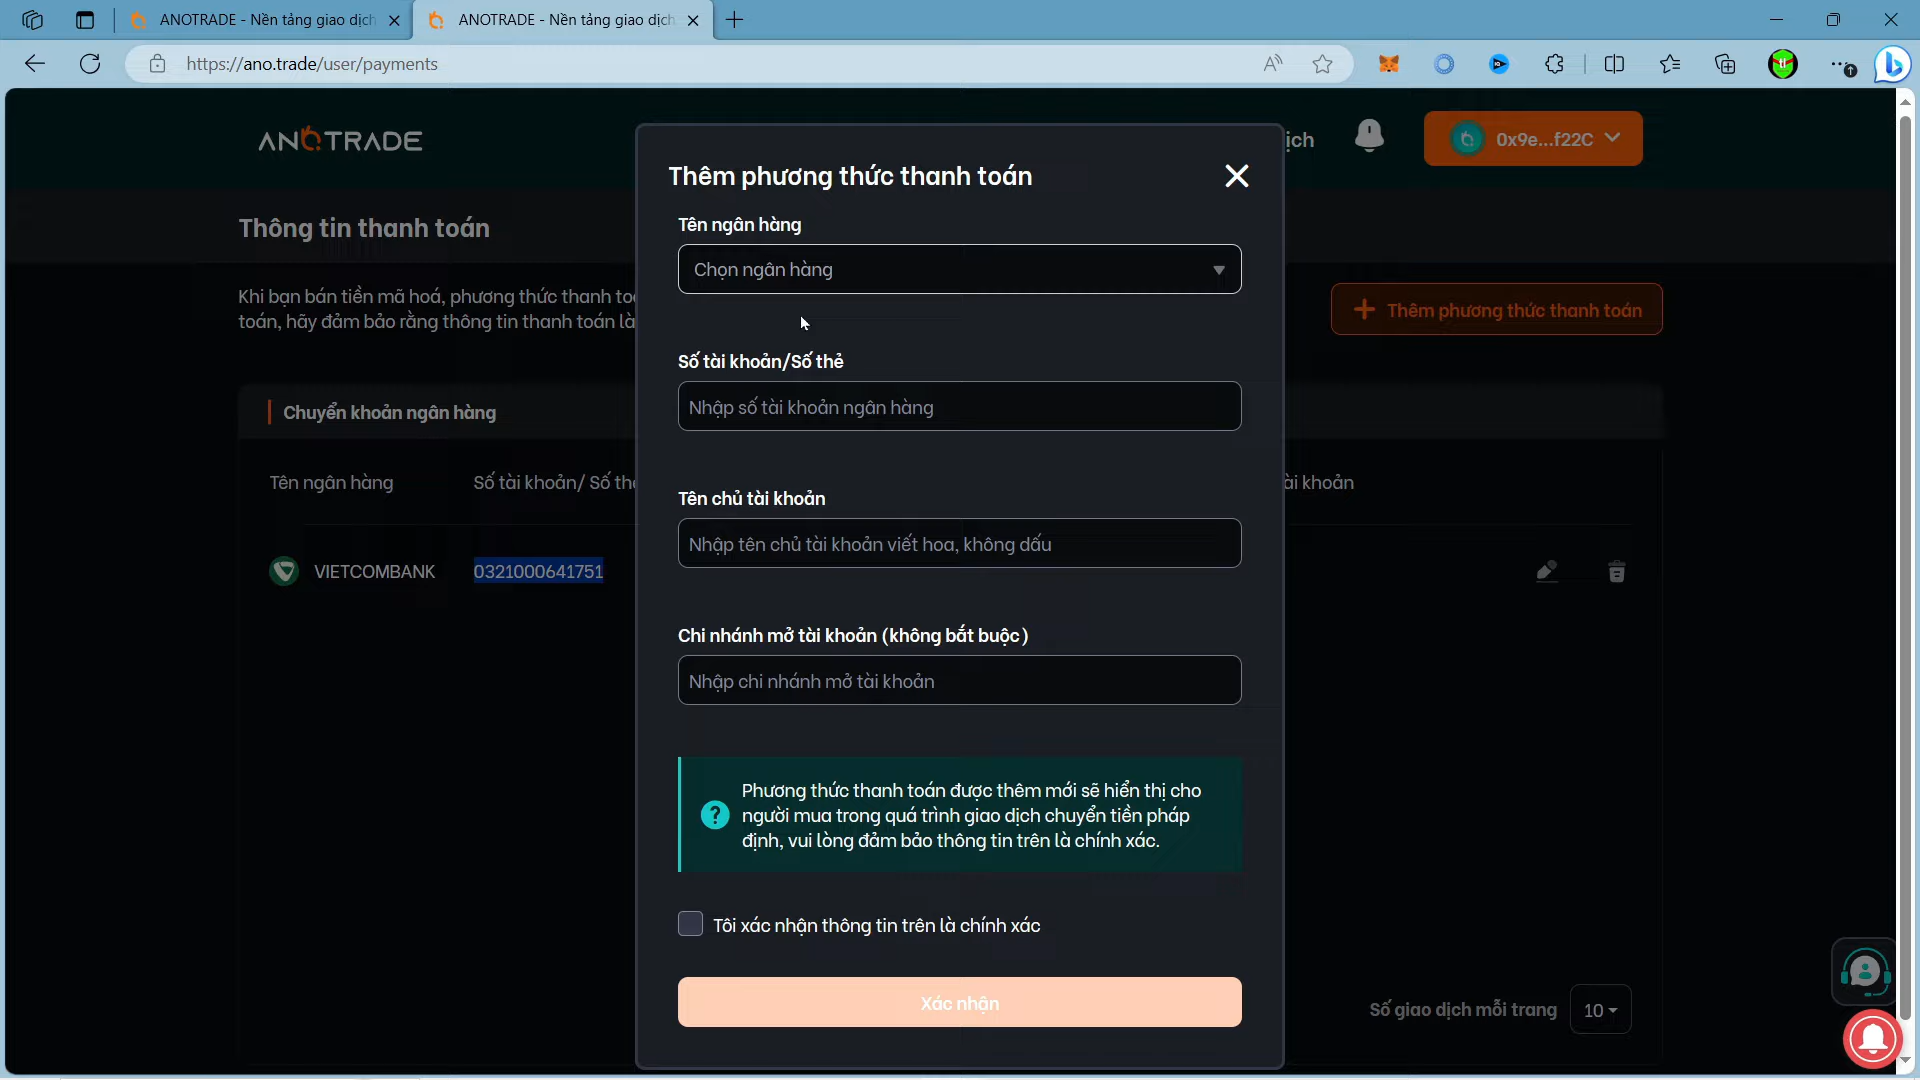 ANOTRADE - Nền tảng giao dịch
ANOTRADE - Nền tảng giao dịch
https://ano.trade/user/payments
ANOTRADE
ịch
0x9e...f22C
Thông tin thanh toán
Khi bạn bán tiền mã hoá, phương thức thanh
toán, hãy đảm bảo rằng thông tin thanh toán là
Thêm phương thức thanh toán
Chuyển khoản ngân hàng
Tên ngân hàng
Số tài khoản/ Số
ài khoản
VIETCOMBANK
0321000641751
Thêm phương thức thanh toán
Tên ngân hàng
Chọn ngân hàng
Số tài khoản/Số thẻ
Nhập số tài khoản ngân hàng
Tên chủ tài khoản
Nhập tên chủ tài khoản viết hoa, không dấu
Chi nhánh mở tài khoản (không bắt buộc)
Nhập chi nhánh mở tài khoản
Phương thức thanh toán được thêm mới sẽ hiển thị cho
người mua trong quá trình giao dịch chuyển tiền pháp
định, vui lòng đảm bảo thông tin trên là chính xác.
Tôi xác nhận thông tin trên là chính xác
Xác nhận
Số giao dịch mỗi trang
10